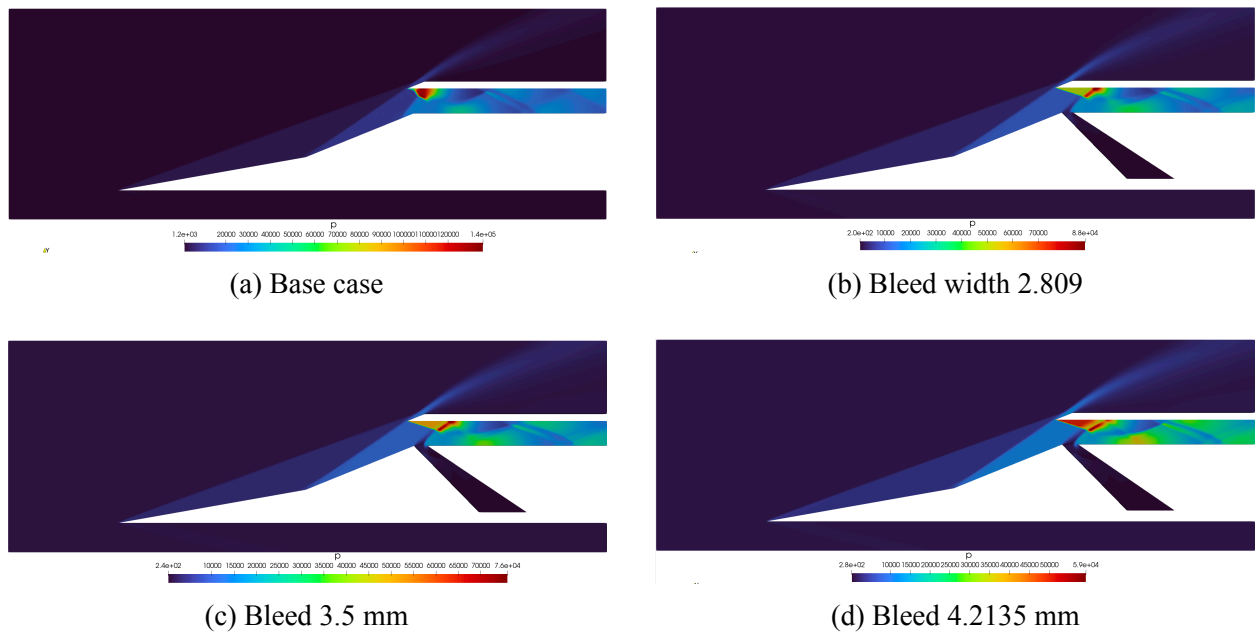 p
p
1.2e+03 20000 30000 40000 50000 60000 70000 80000 90000 100000110000 120000 1.4e+05
2.0e+02 10000 20000 30000 40000 50000 60000 70000 8.8e+04
(a) Base case
(b) Bleed width 2.809
p
p
2.4e+02 10000 15000 20000 25000 30000 35000 40000 45000 50000 55000 60000 65000 70000 7.6e+04
2.8e+02 10000 15000 20000 25000 30000 35000 40000 45000 50000 5.9e+04
(c) Bleed 3.5 mm
(d) Bleed 4.2135 mm